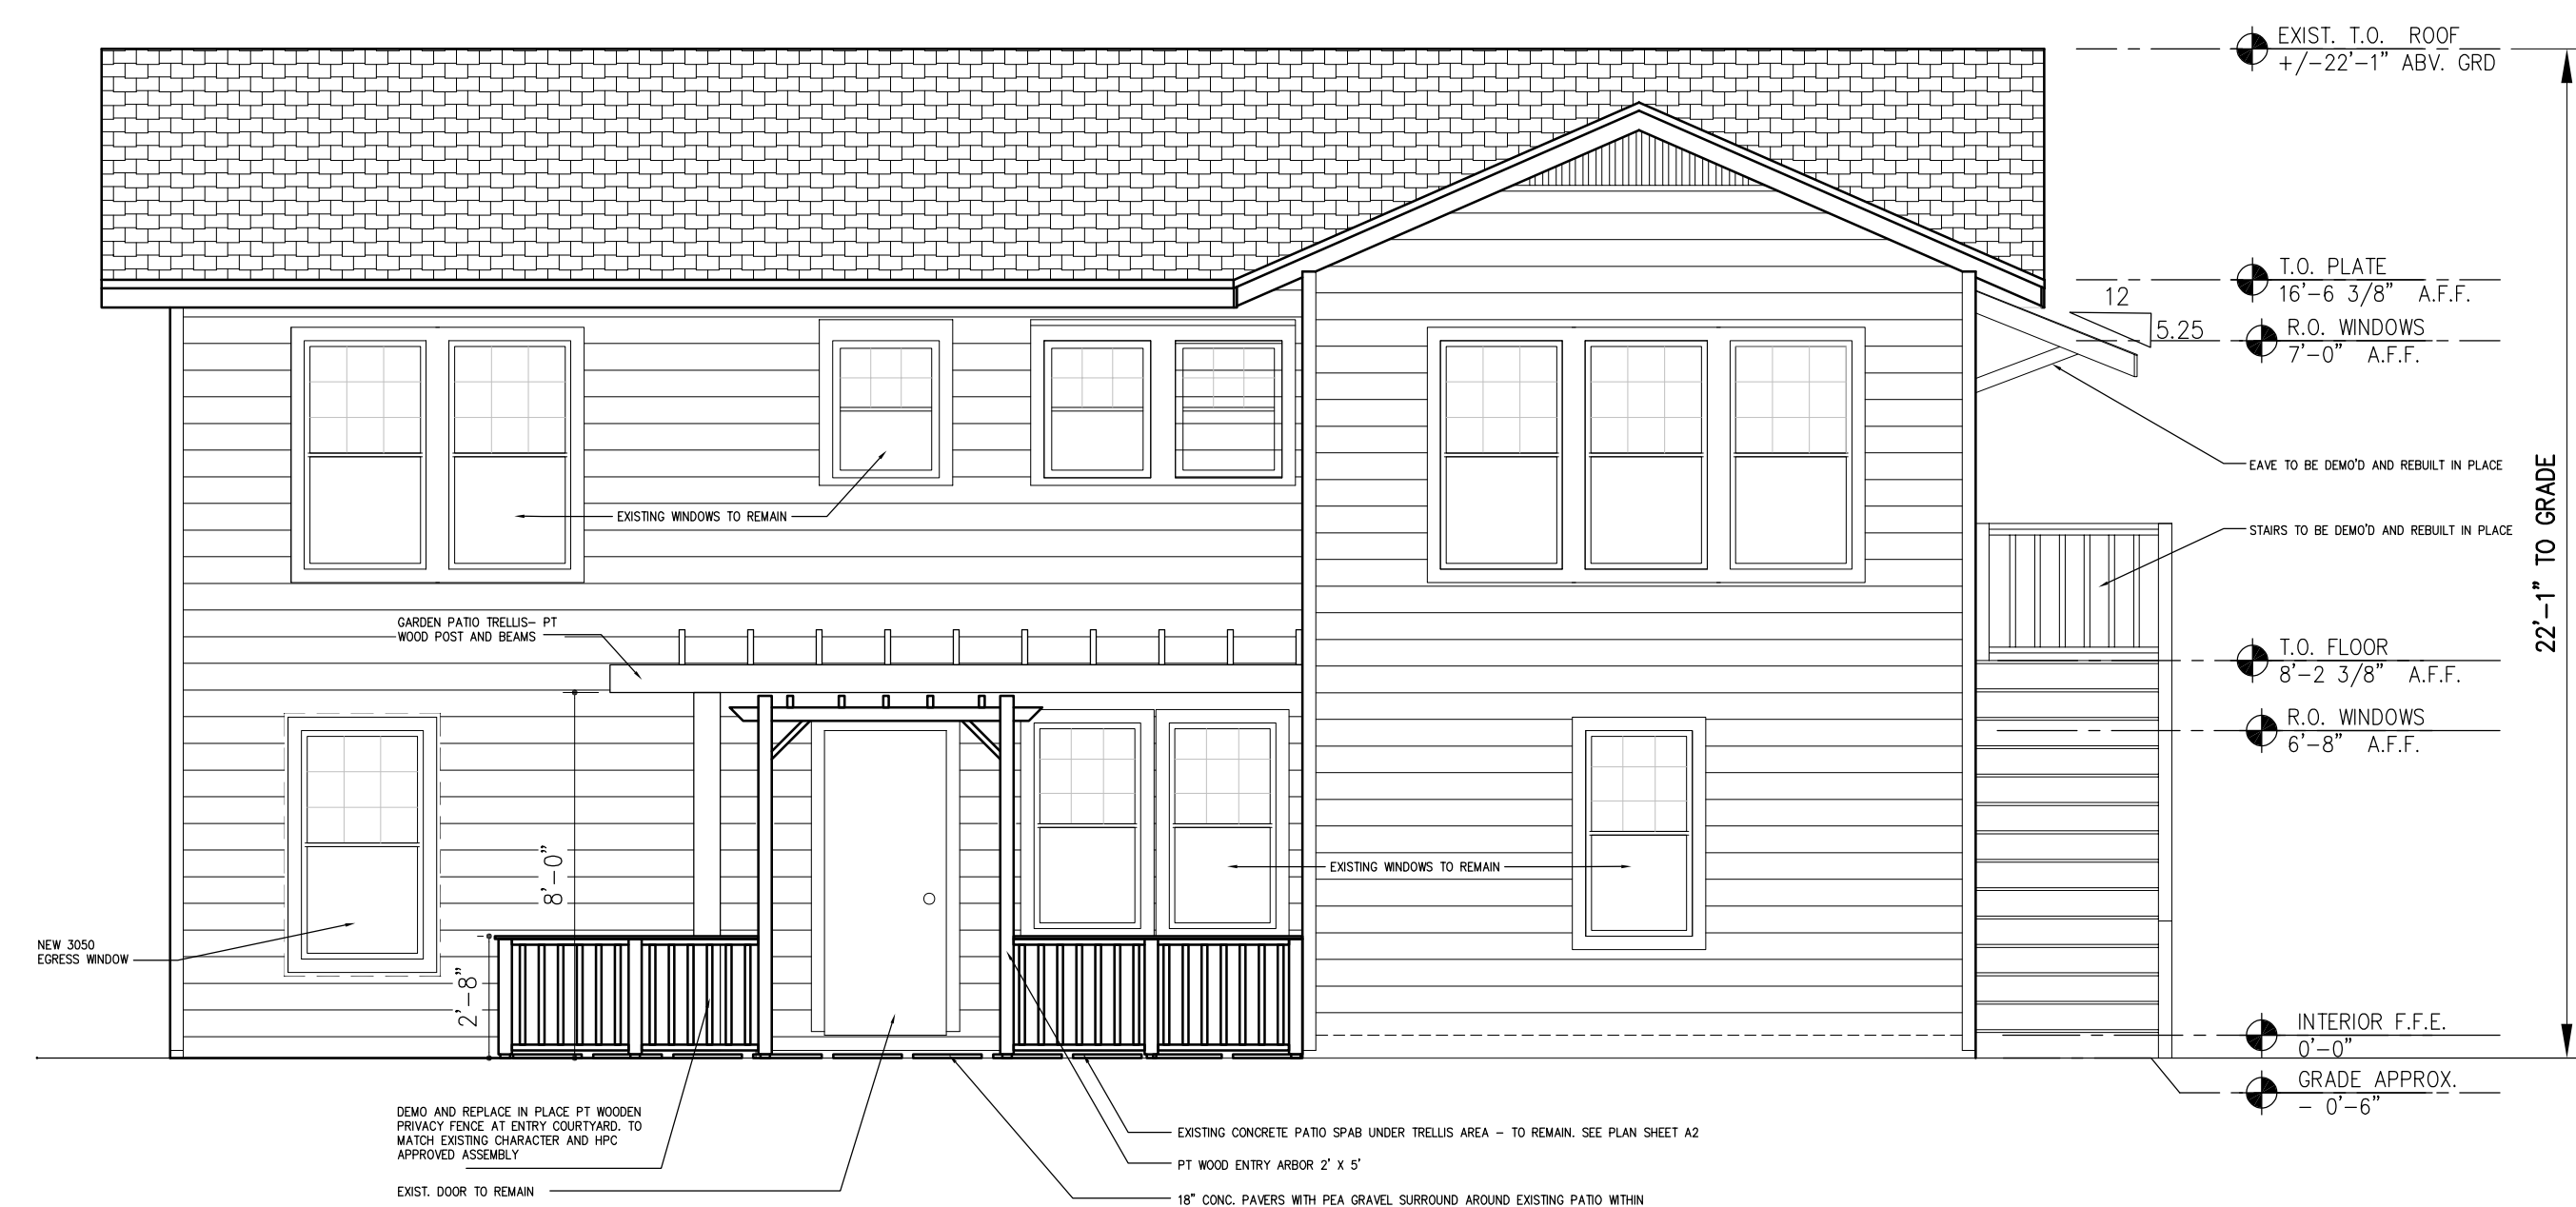 EXIST. T.O. ROOF
+/-22'-1" ABV. GRD
T.O. PLATE
16'-6 3/8" A.F.F.
12
5.25
R.O. WINDOWS
7'-0" A.F.F.
EAVE TO BE DEMO'D AND REBUILT IN PLACE
STAIRS TO BE DEMO'D AND REBUILT IN PLACE
22'-1" TO GRADE
EXISTING WINDOWS TO REMAIN
GARDEN PATIO TRELLIS- PT
WOOD POST AND BEAMS
T.O. FLOOR
8'-2 3/8" A.F.F.
R.O. WINDOWS
6'-8" A.F.F.
8'-0"
EXISTING WINDOWS TO REMAIN
NEW 3050
EGRESS WINDOW
2'-8"
INTERIOR F.F.E.
0'-0"
GRADE APPROX.
- 0'-6"
DEMO AND REPLACE IN PLACE PT WOODEN
PRIVACY FENCE AT ENTRY COURTYARD. TO
MATCH EXISTING CHARACTER AND HPC
APPROVED ASSEMBLY
EXIST. DOOR TO REMAIN
EXISTING CONCRETE PATIO SPAB UNDER TRELLIS AREA - TO REMAIN. SEE PLAN SHEET A2
PT WOOD ENTRY ARBOR 2' X 5'
18" CONC. PAVERS WITH PEA GRAVEL SURROUND AROUND EXISTING PATIO WITHIN